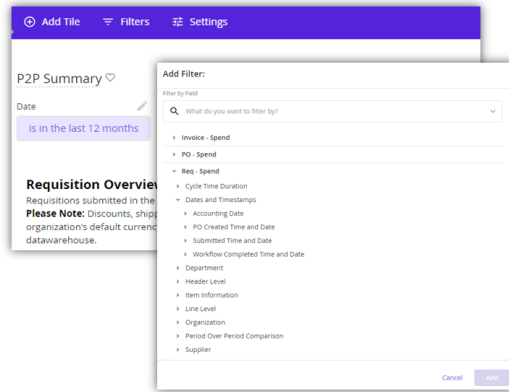 Add Tile Filters Settings
P2P Summary
Date
is in the last 12 months
Requisition Overview
Requisitions submitted in the
Please Note: Discounts, shipp
organization's default currenc
datawarehouse.
Add Filter:
Filter by Field
What do you want to filter by?
Invoice - Spend
PO - Spend
Req - Spend
Cycle Time Duration
Dates and Timestamps
Accounting Date
PO Created Time and Date
Submitted Time and Date
Workflow Completed Time and Date
Department
Header Level
Item Information
Line Level
Organization
Period Over Period Comparison
Supplier
Cancel Add